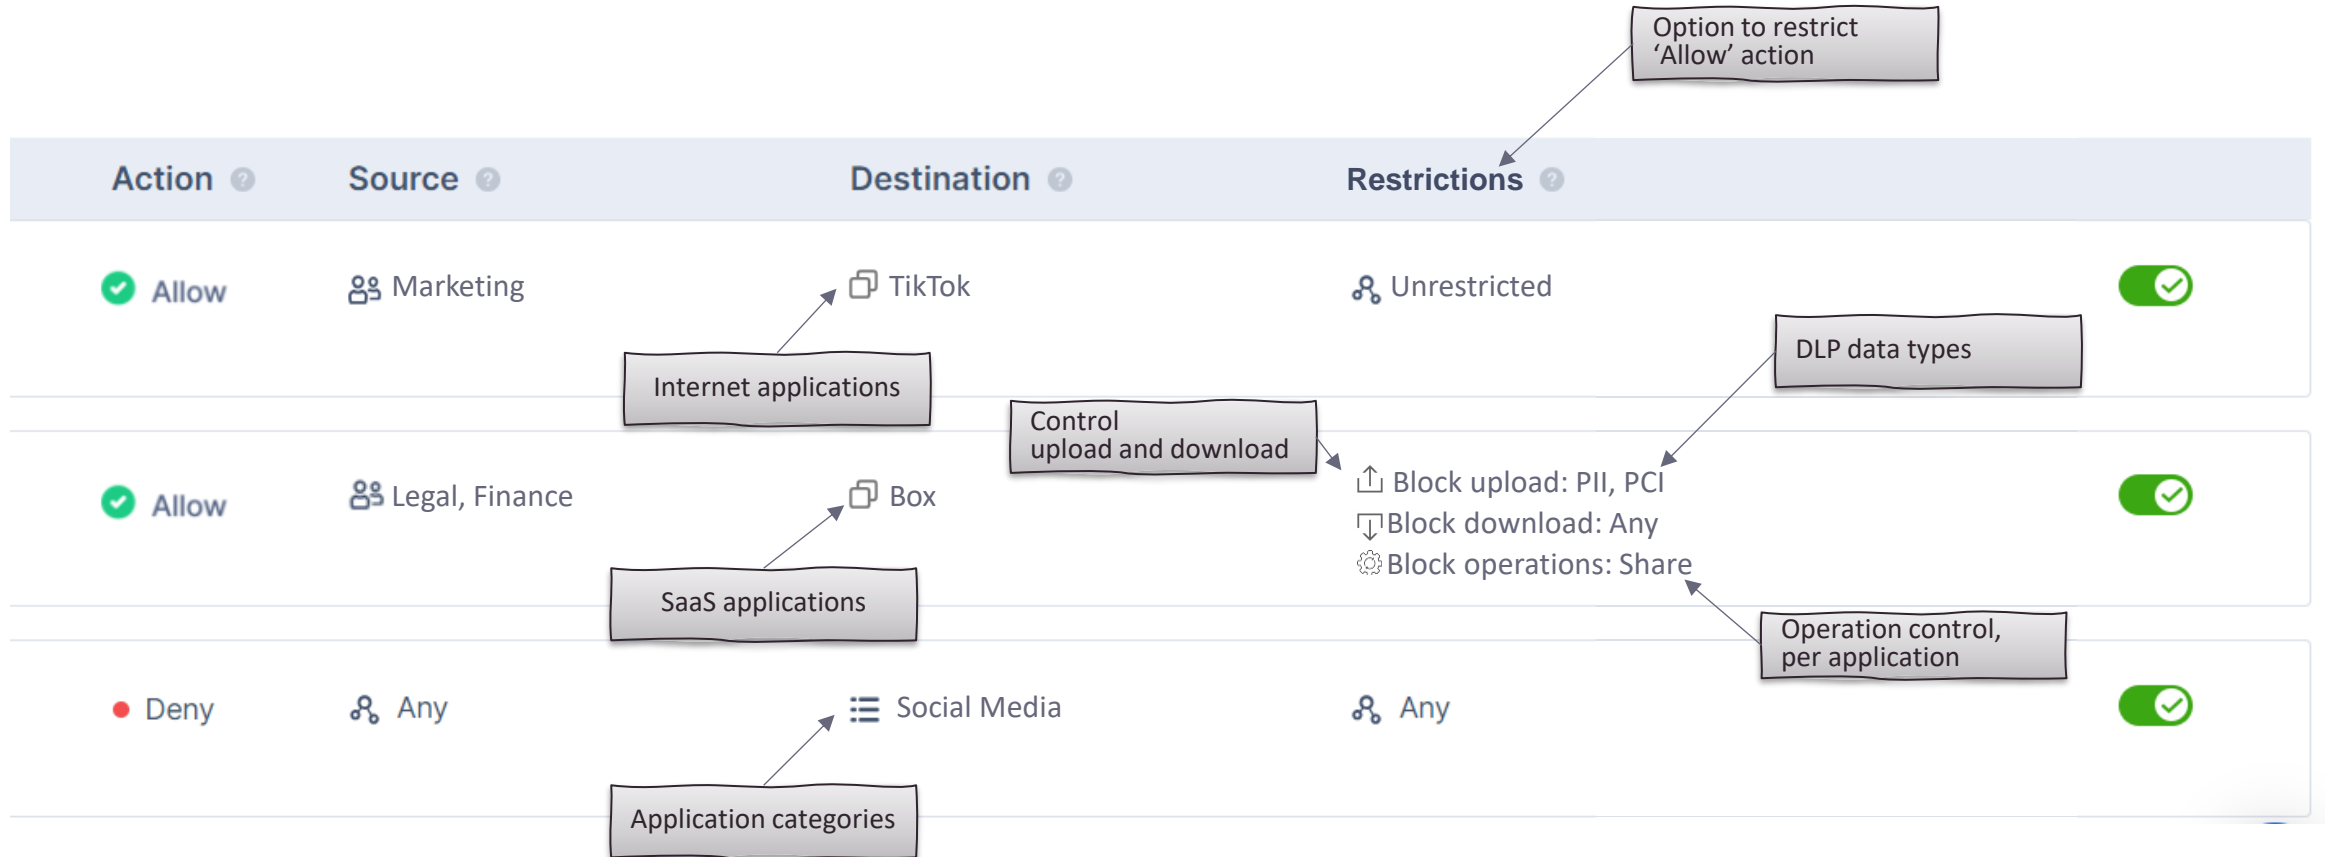 Option to restrict
‘Allow’ action
Action ? Source ? Destination ? Restrictions ?
Allow Marketing TikTok Unrestricted
DLP data types
Internet applications
Control
upload and download
Allow Legal, Finance Box
Block upload: PII, PCI
Block download: Any
Block operations: Share
SaaS applications
Operation control,
per application
Deny Any Social Media Any
Application categories